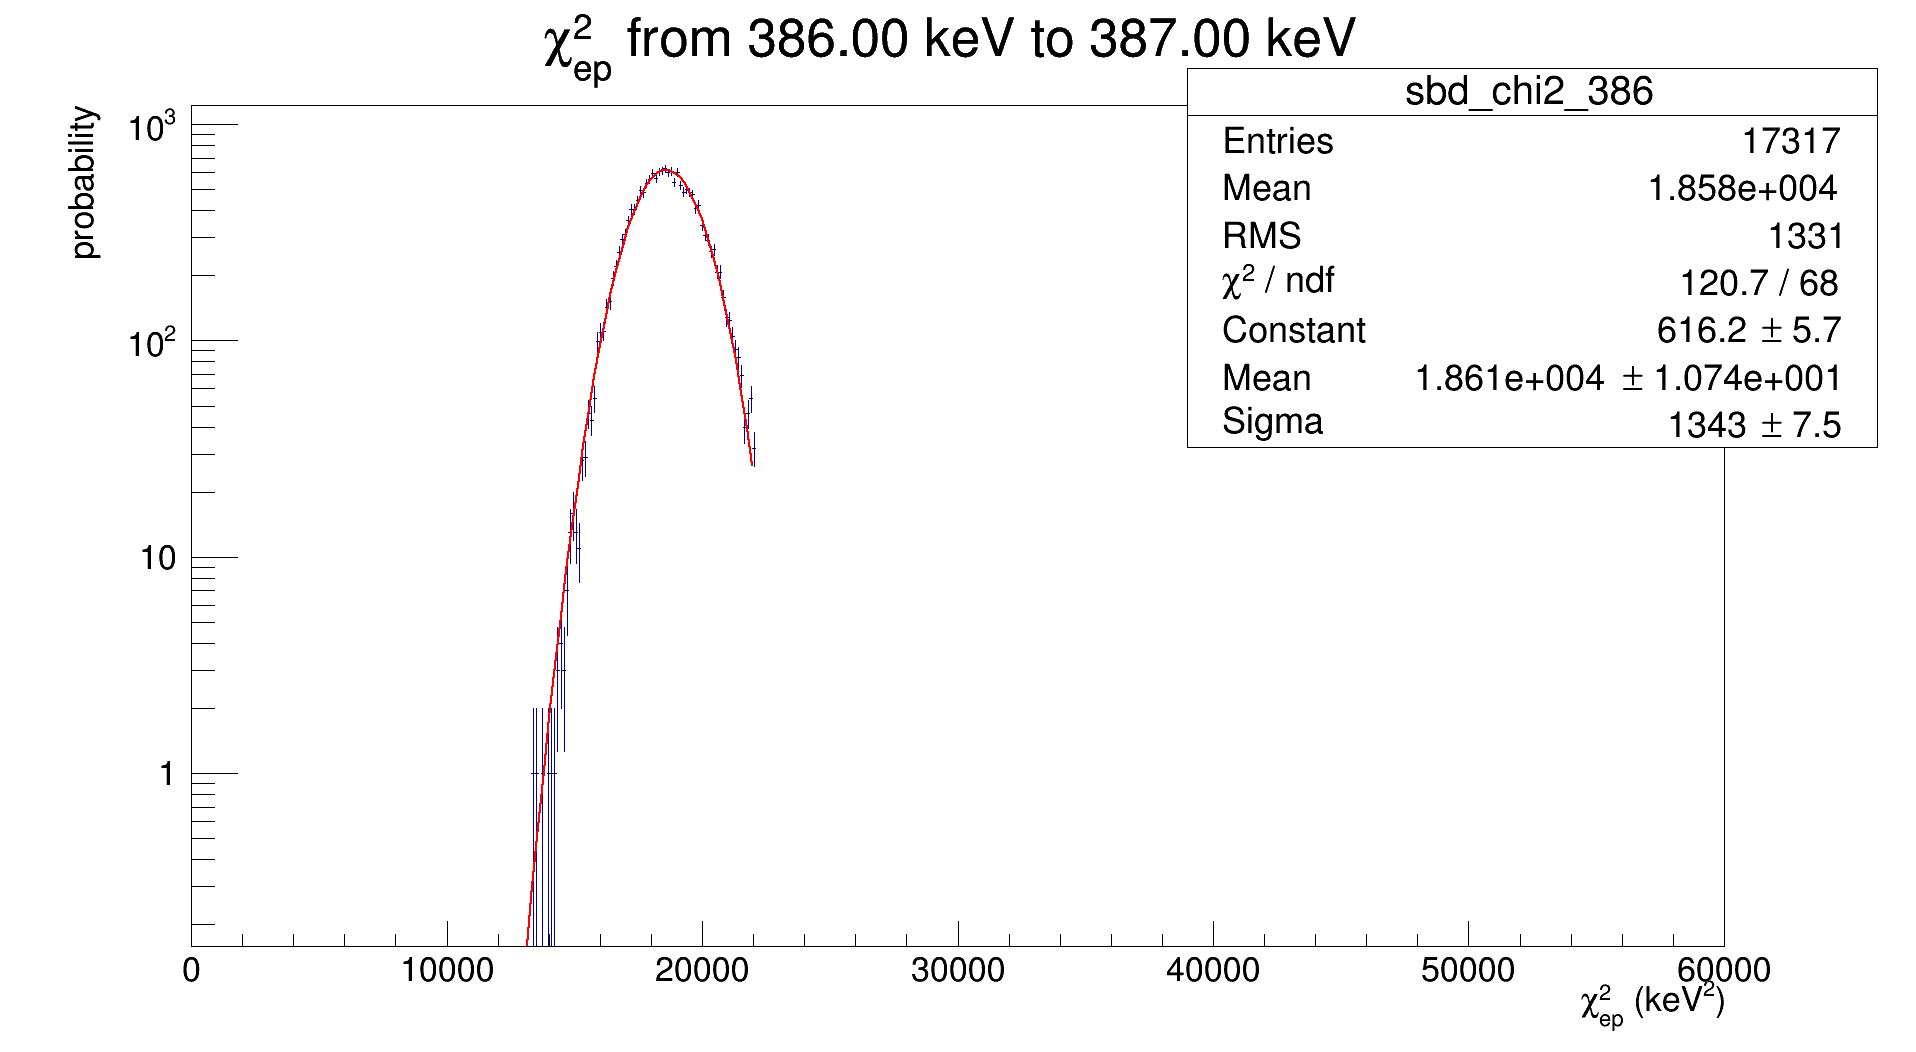 χ²ep from 386.00 keV to 387.00 keV
sbd_chi2_386
Entries 17317
Mean 1.858e+004
RMS 1331
χ² / ndf 120.7 / 68
Constant 616.2 ± 5.7
Mean 1.861e+004 ± 1.074e+001
Sigma 1343 ± 7.5
probability
10³
10²
10
1
0 10000 20000 30000 40000 50000 60000
χ²ep (keV²)